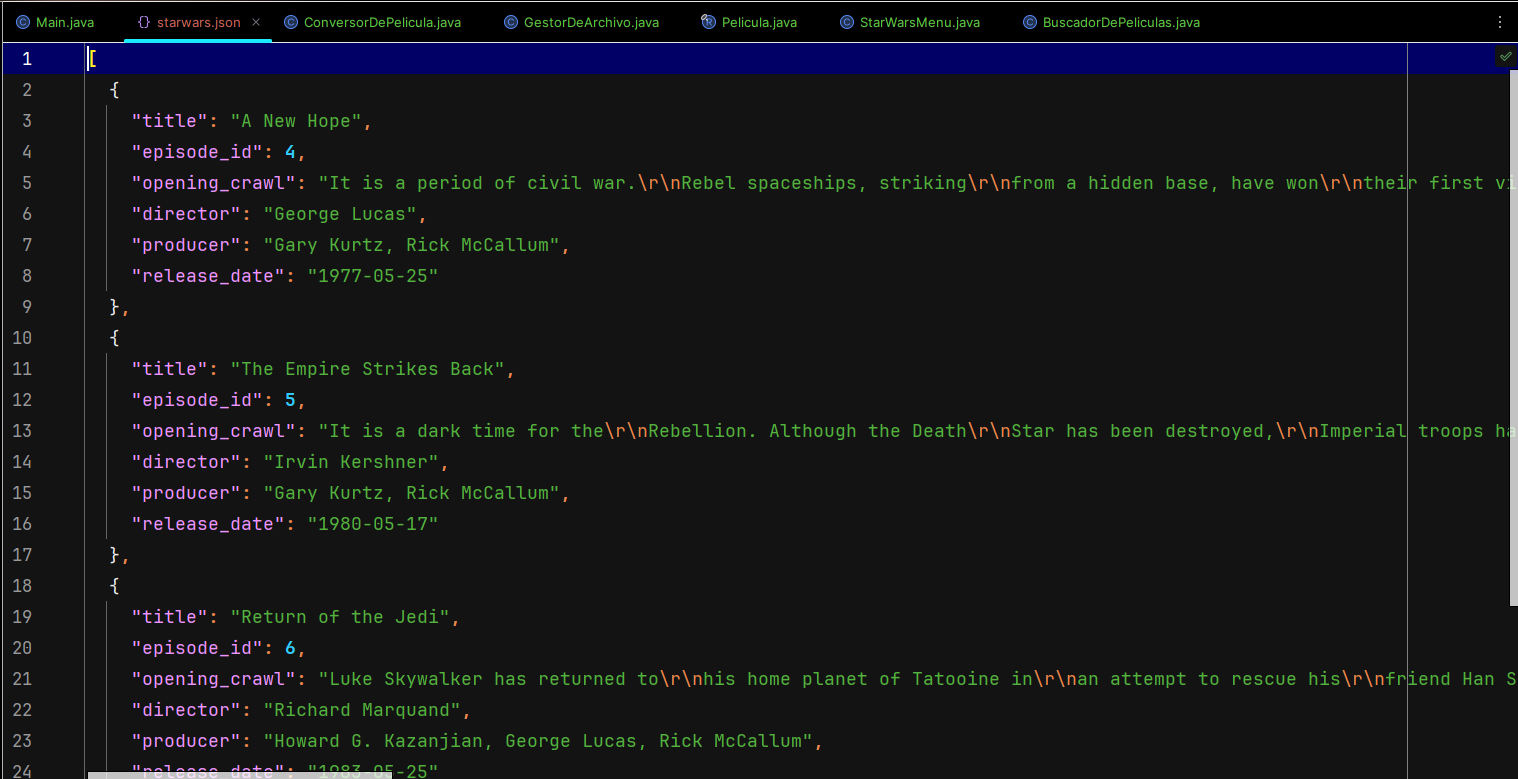 Main.java starwars.json ConversorDePelicula.java GestorDeArchivo.java Pelicula.java StarWarsMenu.java BuscadorDePeliculas.java
1 [
2 {
3 "title": "A New Hope",
4 "episode_id": 4,
5 "opening_crawl": "It is a period of civil war.\r\nRebel spaceships, striking\r\nfrom a hidden base, have won\r\ntheir first vi
6 "director": "George Lucas",
7 "producer": "Gary Kurtz, Rick McCallum",
8 "release_date": "1977-05-25"
9 },
10 {
11 "title": "The Empire Strikes Back",
12 "episode_id": 5,
13 "opening_crawl": "It is a dark time for the\r\nRebellion. Although the Death\r\nStar has been destroyed,\r\nImperial troops ha
14 "director": "Irvin Kershner",
15 "producer": "Gary Kurtz, Rick McCallum",
16 "release_date": "1980-05-17"
17 },
18 {
19 "title": "Return of the Jedi",
20 "episode_id": 6,
21 "opening_crawl": "Luke Skywalker has returned to\r\nhis home planet of Tatooine in\r\nan attempt to rescue his\r\nfriend Han S
22 "director": "Richard Marquand",
23 "producer": "Howard G. Kazanjian, George Lucas, Rick McCallum",
24 "release_date": "1983-05-25"